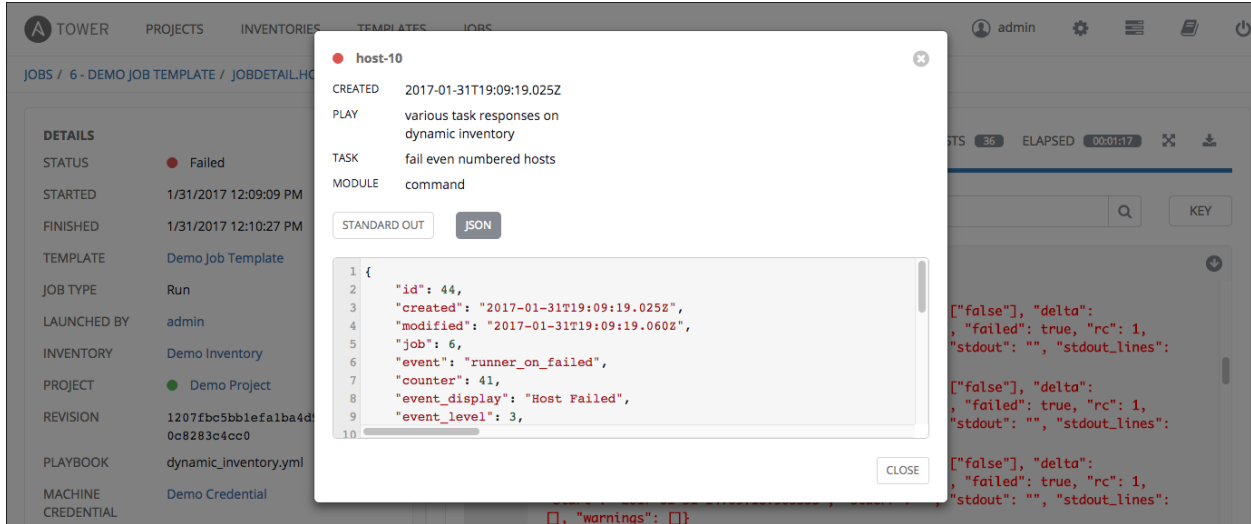 A TOWER PROJECTS INVENTORIES TEMPLATES JOBS admin
JOBS / 6 - DEMO JOB TEMPLATE / JOBDETAIL.HO
DETAILS
STATUS Failed
STARTED 1/31/2017 12:09:09 PM
FINISHED 1/31/2017 12:10:27 PM
TEMPLATE Demo Job Template
JOB TYPE Run
LAUNCHED BY admin
INVENTORY Demo Inventory
PROJECT Demo Project
REVISION
0c8283c4cc0
PLAYBOOK dynamic_inventory.yml
MACHINE Demo Credential
CREDENTIAL
host-10
CREATED 2017-01-31T19:09:19.025Z
PLAY various task responses on
dynamic inventory
TASK fail even numbered hosts
MODULE command
STANDARD OUT JSON
1 {
2 "id": 44,
3 "created": "2017-01-31T19:09:19.025Z",
4 "modified": "2017-01-31T19:09:19.060Z",
5 "job": 6,
6 "event": "runner_on_failed",
7 "counter": 41,
8 "event_display": "Host Failed",
9 "event_level": 3,
10
CLOSE
STS 36 ELAPSED 00:01:17
KEY
["false"], "delta":
, "failed": true, "rc": 1,
"stdout": "", "stdout_lines":
["false"], "delta":
, "failed": true, "rc": 1,
"stdout": "", "stdout_lines":
["false"], "delta":
, "failed": true, "rc": 1,
"stdout": "", "stdout_lines":
[], "warnings": []}